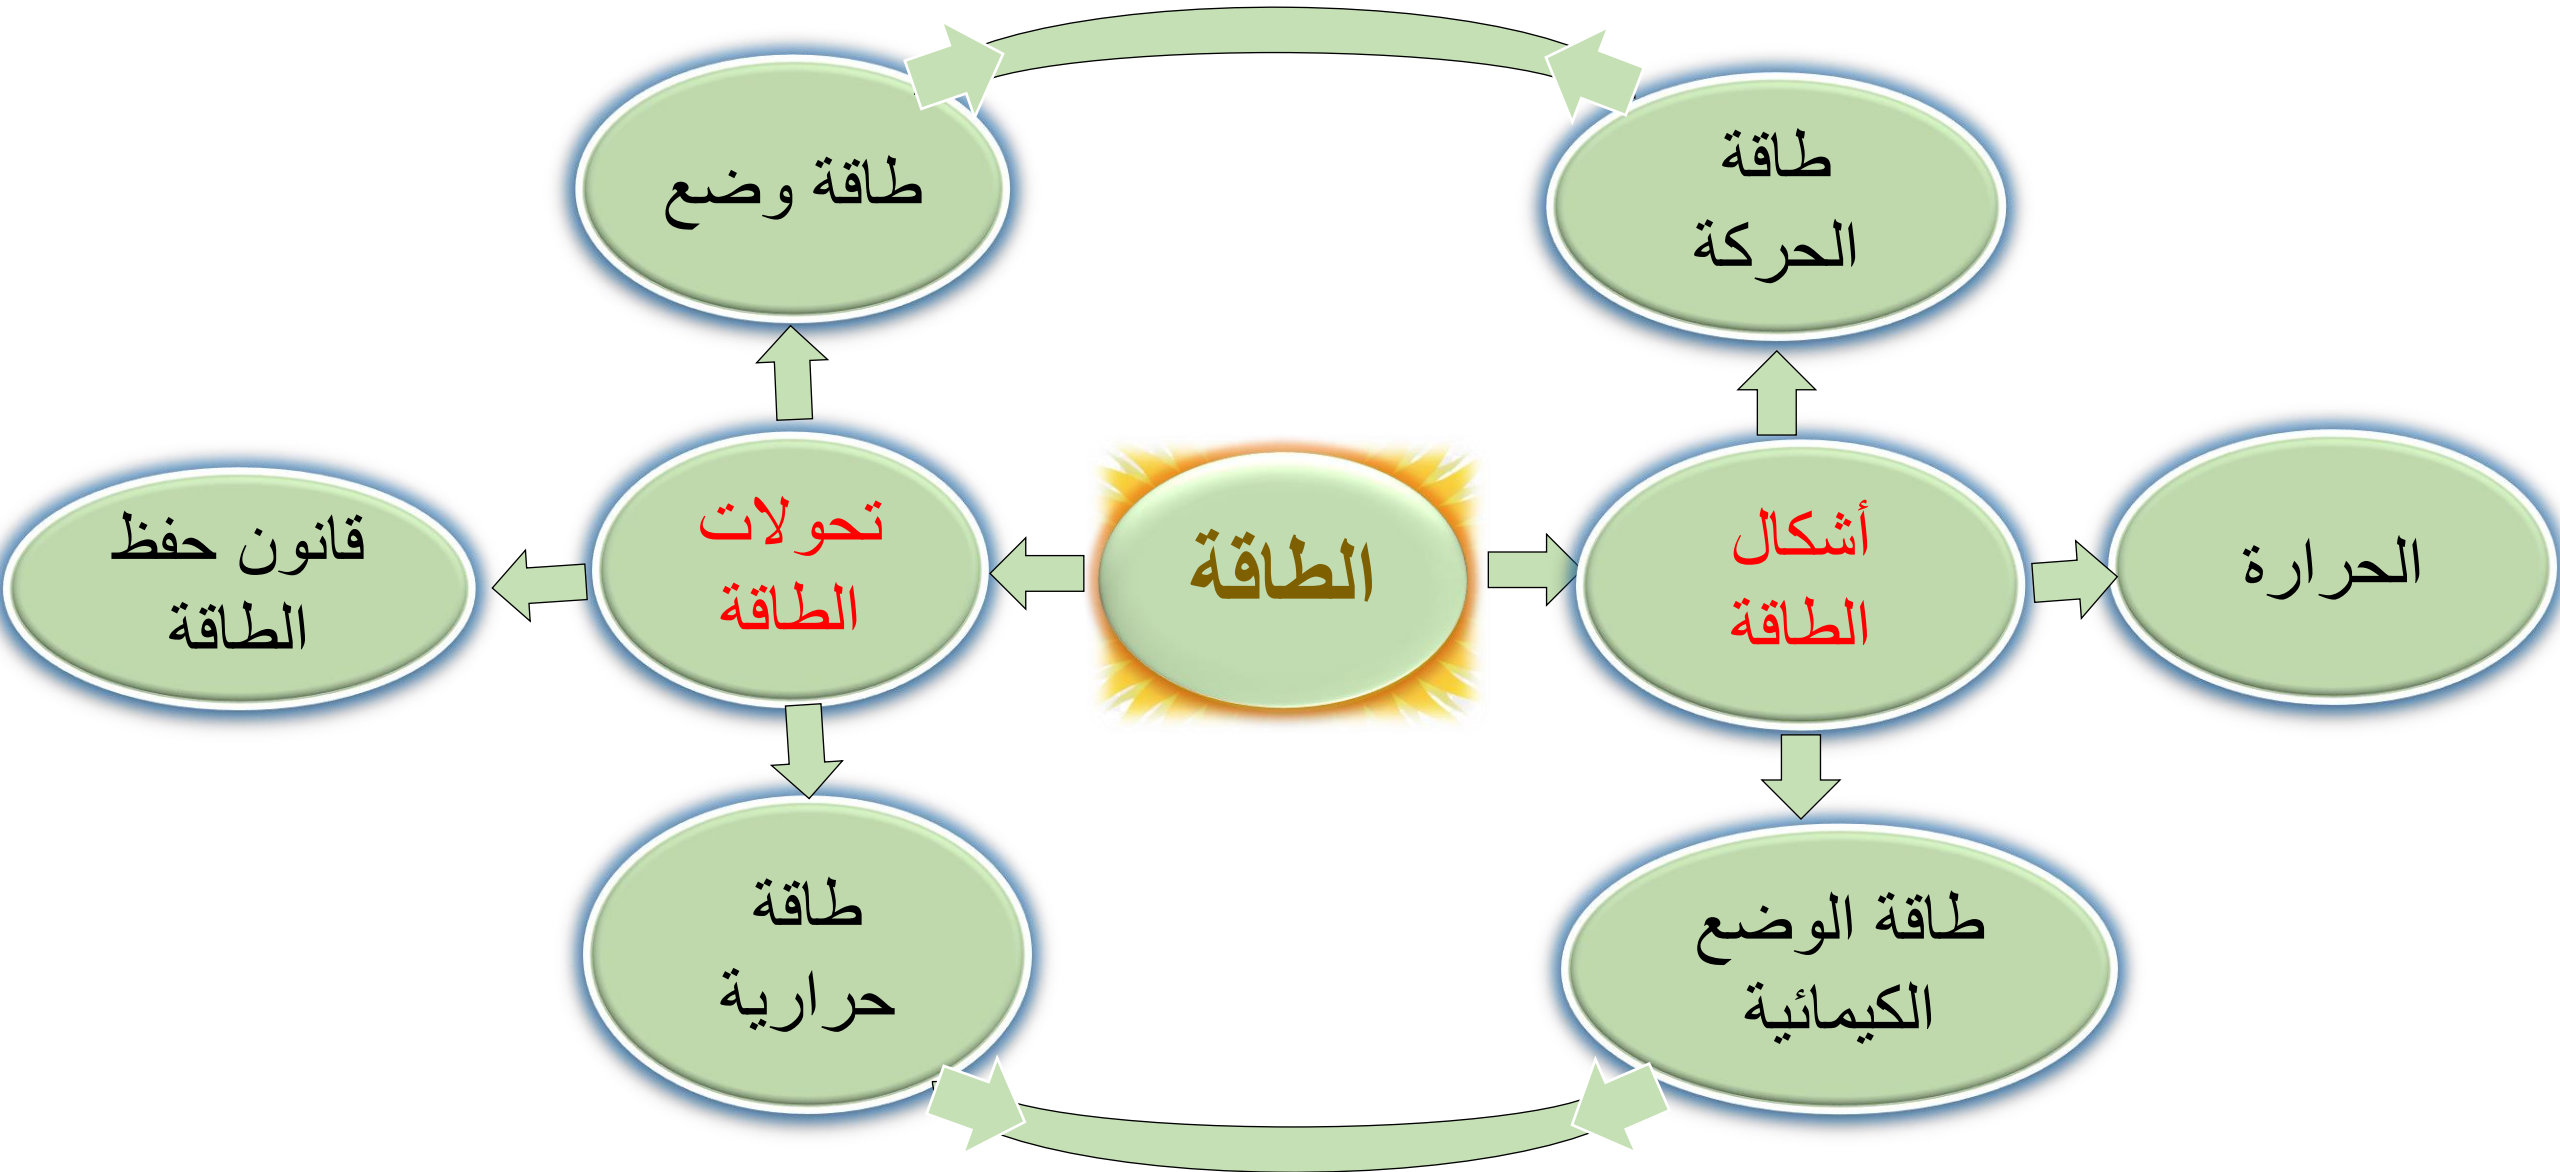 طاقة
الحركة
طاقة وضع
الحرارة
أشكال
الطاقة
الطاقة
تحولات
الطاقة
قانون حفظ
الطاقة
طاقة الوضع
الكيمائية
طاقة
حرارية